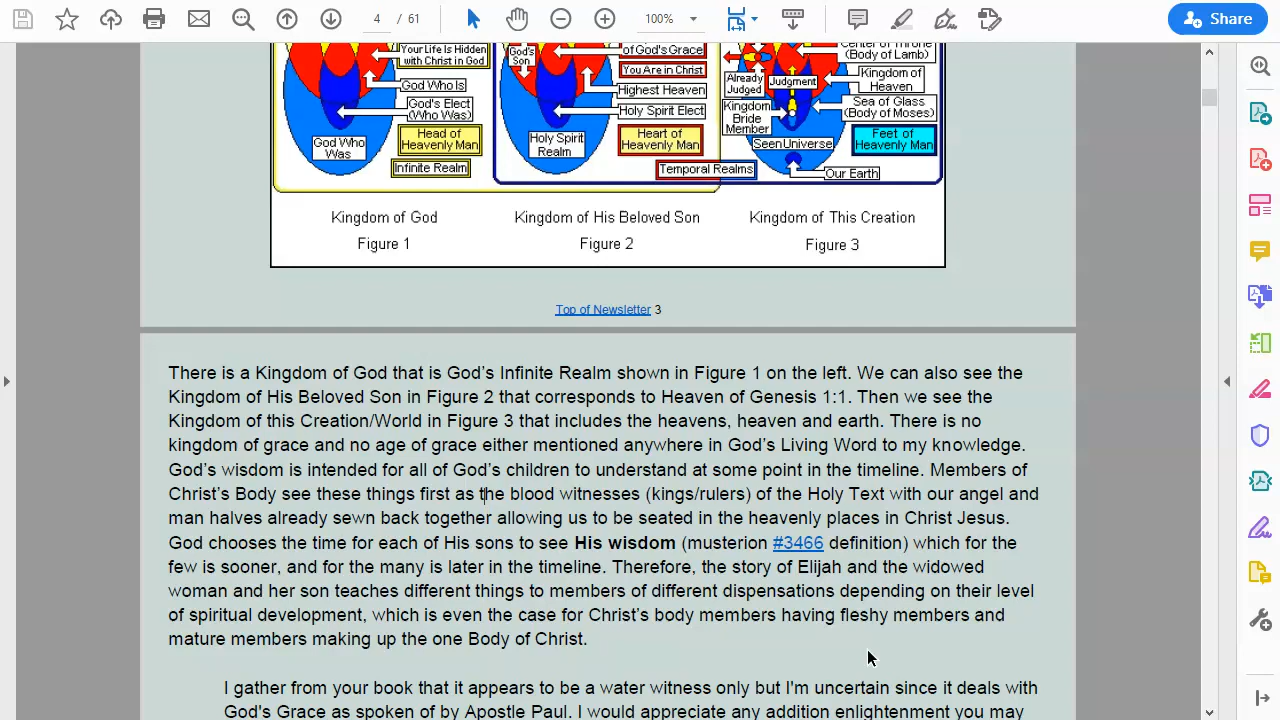 4 / 61
100%
Share
Your Life Is Hidden
with Christ in God
God Who Is
God's Elect
(Who Was)
God Who
Was
Head of
Heavenly Man
Infinite Realm
God's
Son
of God's Grace
You Are in Christ
Highest Heaven
Holy Spirit Elect
Holy Spirit
Realm
Heart of
Heavenly Man
Temporal Realms
Center of Throne
(Body of Lamb)
Already
Judged
Judgment
Kingdom of
Heaven
Kingdom
Bride
Member
Sea of Glass
(Body of Moses)
Seen Universe
Feet of
Heavenly Man
Our Earth
Kingdom of God
Kingdom of His Beloved Son
Kingdom of This Creation
Figure 1
Figure 2
Figure 3
Top of Newsletter 3
There is a Kingdom of God that is God's Infinite Realm shown in Figure 1 on the left. We can also see the
Kingdom of His Beloved Son in Figure 2 that corresponds to Heaven of Genesis 1:1. Then we see the
Kingdom of this Creation/World in Figure 3 that includes the heavens, heaven and earth. There is no
kingdom of grace and no age of grace either mentioned anywhere in God's Living Word to my knowledge.
God's wisdom is intended for all of God's children to understand at some point in the timeline. Members of
Christ's Body see these things first as the blood witnesses (kings/rulers) of the Holy Text with our angel and
man halves already sewn back together allowing us to be seated in the heavenly places in Christ Jesus.
God chooses the time for each of His sons to see His wisdom (musterion #3466 definition) which for the
few is sooner, and for the many is later in the timeline. Therefore, the story of Elijah and the widowed
woman and her son teaches different things to members of different dispensations depending on their level
of spiritual development, which is even the case for Christ's body members having fleshy members and
mature members making up the one Body of Christ.
I gather from your book that it appears to be a water witness only but I'm uncertain since it deals with
God's Grace as spoken of by Apostle Paul. I would appreciate any addition enlightenment you may